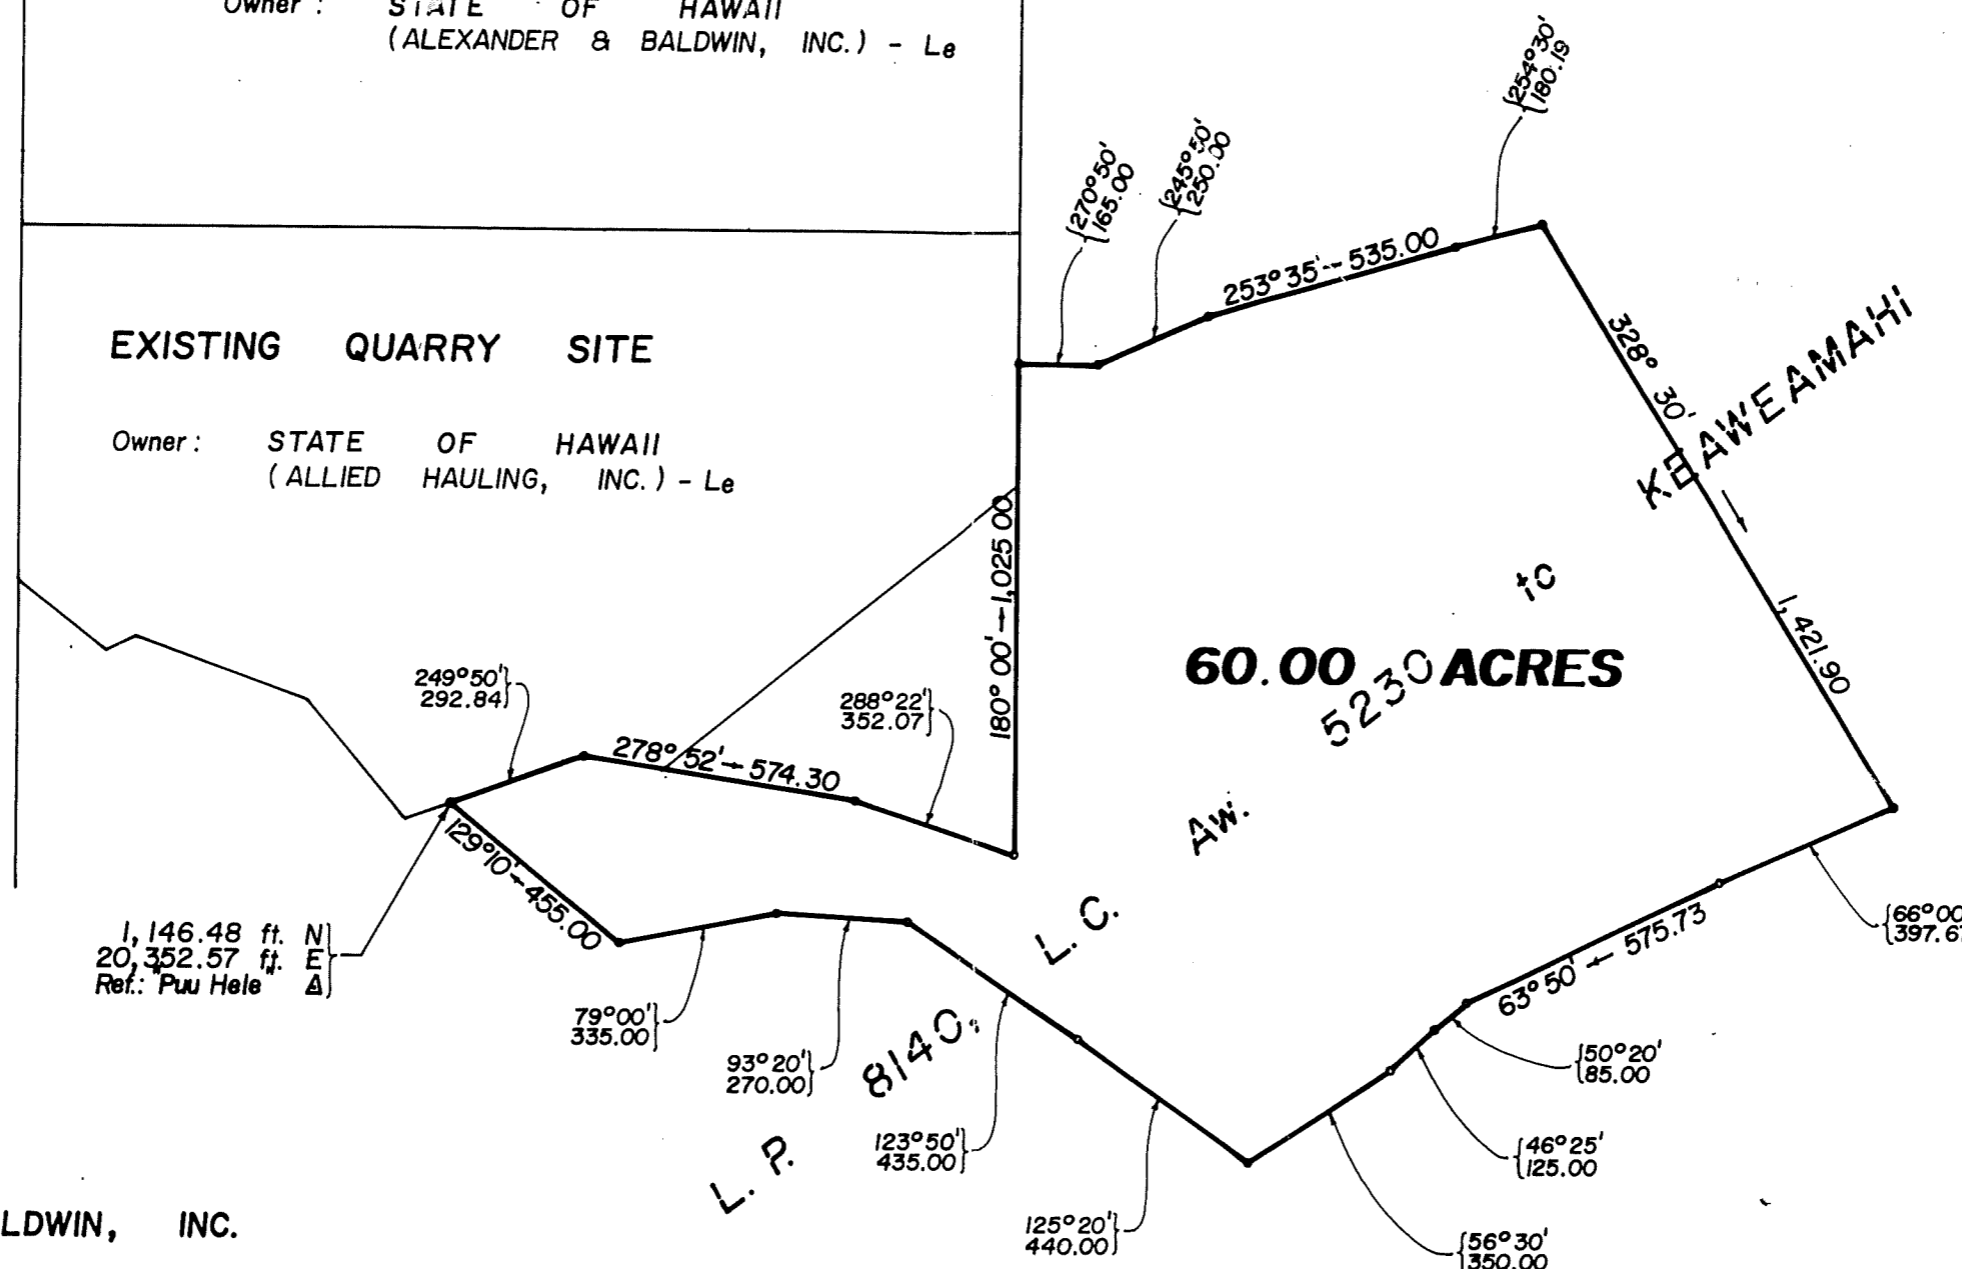 Owner : STATE OF HAWAII
(ALEXANDER & BALDWIN, INC.) - Le
254°30'
180.19
270°50'
165.00
245°50'
250.00
253°35' - 535.00
EXISTING QUARRY SITE
Owner : STATE OF HAWAII
(ALLIED HAULING, INC.) - Le
328° 30'
1,421.90
KEAWEAMAHI
to
180° 00' - 1,025 00
60.00 ACRES
5230
249°50'
292.84
288°22'
352.07
278° 52' - 574.30
Aw.
129°10' - 455.00
L. C.
66°00
397.67
1,146.48 ft. N
20,352.57 ft. E
Ref.: "Puu Hele" Δ
63° 50' - 575.73
79°00'
335.00
8140,
93°20'
270.00
50°20'
85.00
123°50'
435.00
46°25'
125.00
L. P.
LDWIN, INC.
125°20'
440.00
56°30'
350.00